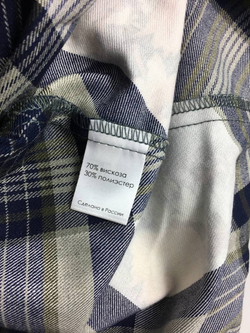 70% вискоза
30% полиэстер
Сделано в России